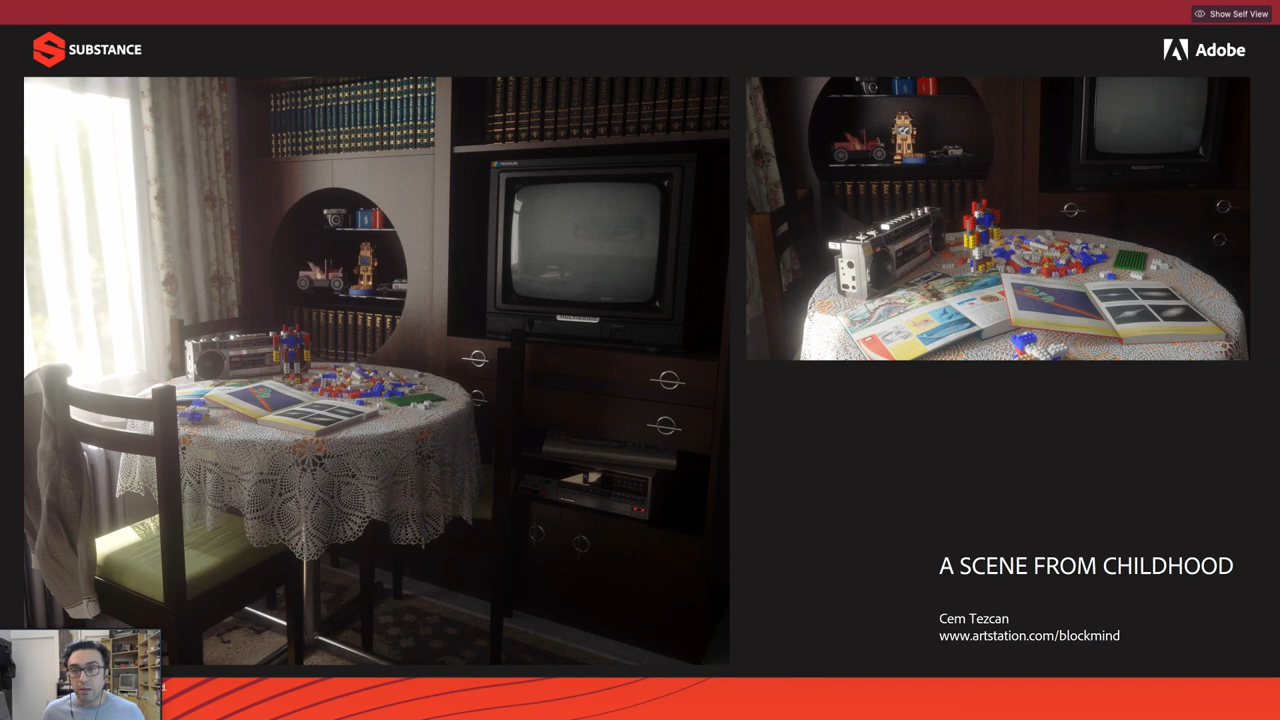 Show Self View
SUBSTANCE
Adobe
A SCENE FROM CHILDHOOD
Cem Tezcan
www.artstation.com/blockmind